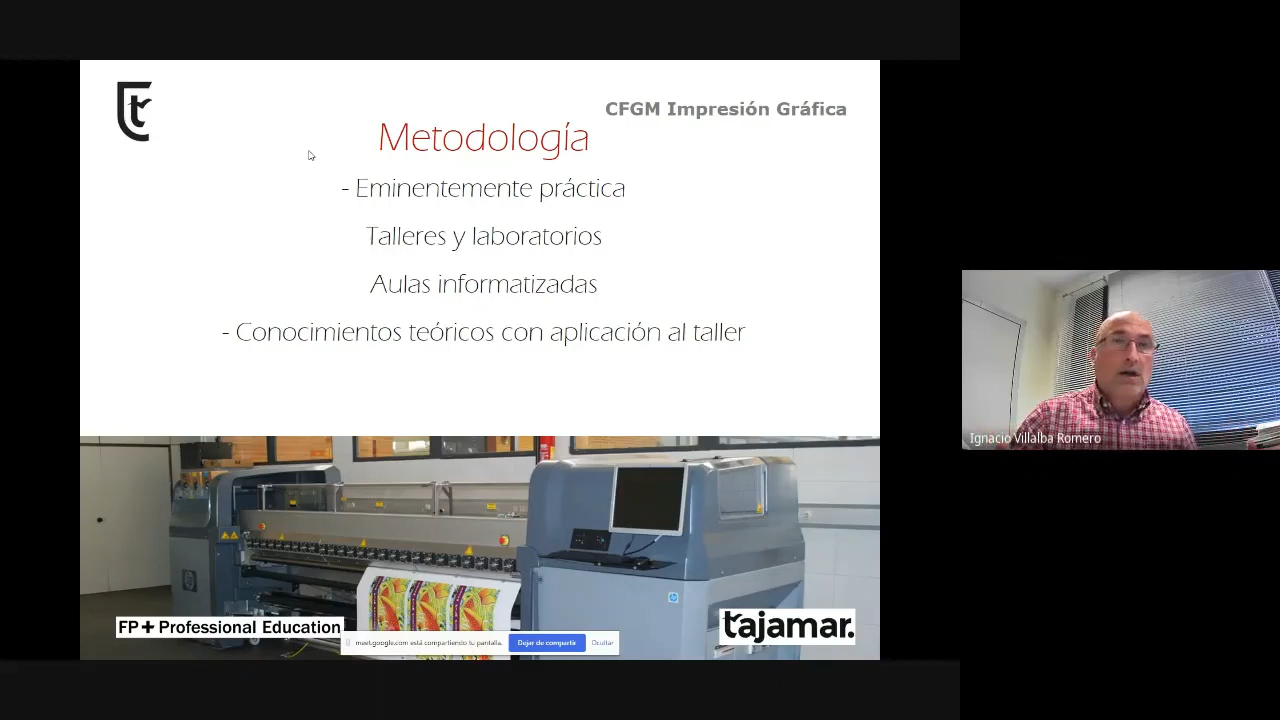 CFGM Impresión Gráfica
Metodología
- Eminentemente práctica
Talleres y laboratorios
Aulas informatizadas
- Conocimientos teóricos con aplicación al taller
Ignacio Villalba Romero
FP+ Professional Education
tajamar.
meet.google.com está compartiendo tu pantalla.
Dejar de compartir
Ocultar